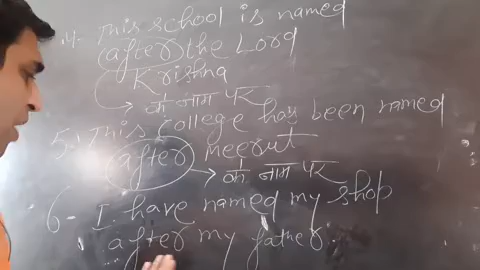 4- This school is named
(after) the Lord
Krishna
के नाम पर
5. This College has been named
after Meerut
के नाम पर
6- I have named my shop
after my father.